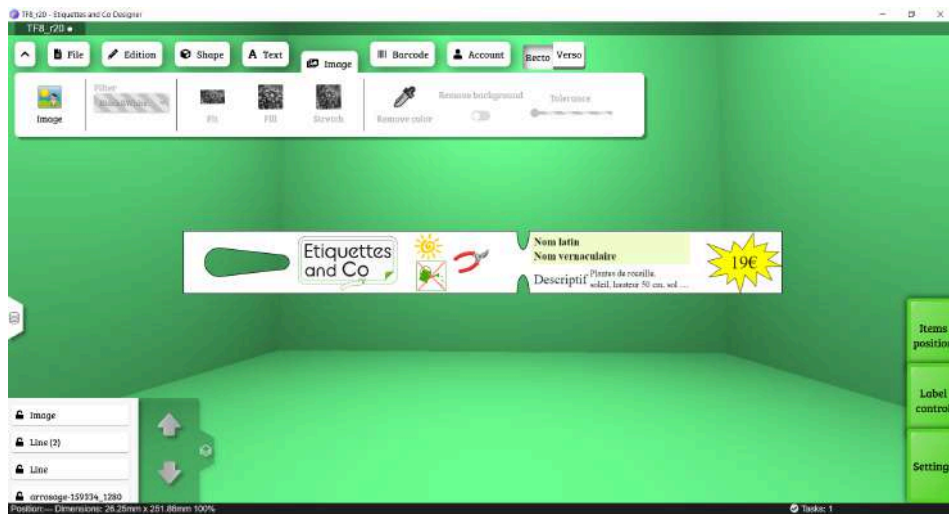 TF8_r20 - Etiquettes and Co Designer
TF8_r20
File
Edition
Shape
A Text
Image
Barcode
Account
Recto
Verso
Image
Filter
Fit
Fill
Stretch
Remove color
Remove background
Tolerance
Etiquettes
and Co
Nom latin
Nom vernaculaire
Descriptif
Plantes de rocaille,
soleil, hauteur 50 cm, sol ...
19€
Items
position
Label
control
Setting
Image
Line (2)
Line
arrosage-159334_1280
Position:--- Dimensions: 26.25mm x 251.86mm 100%
Tasks: 1